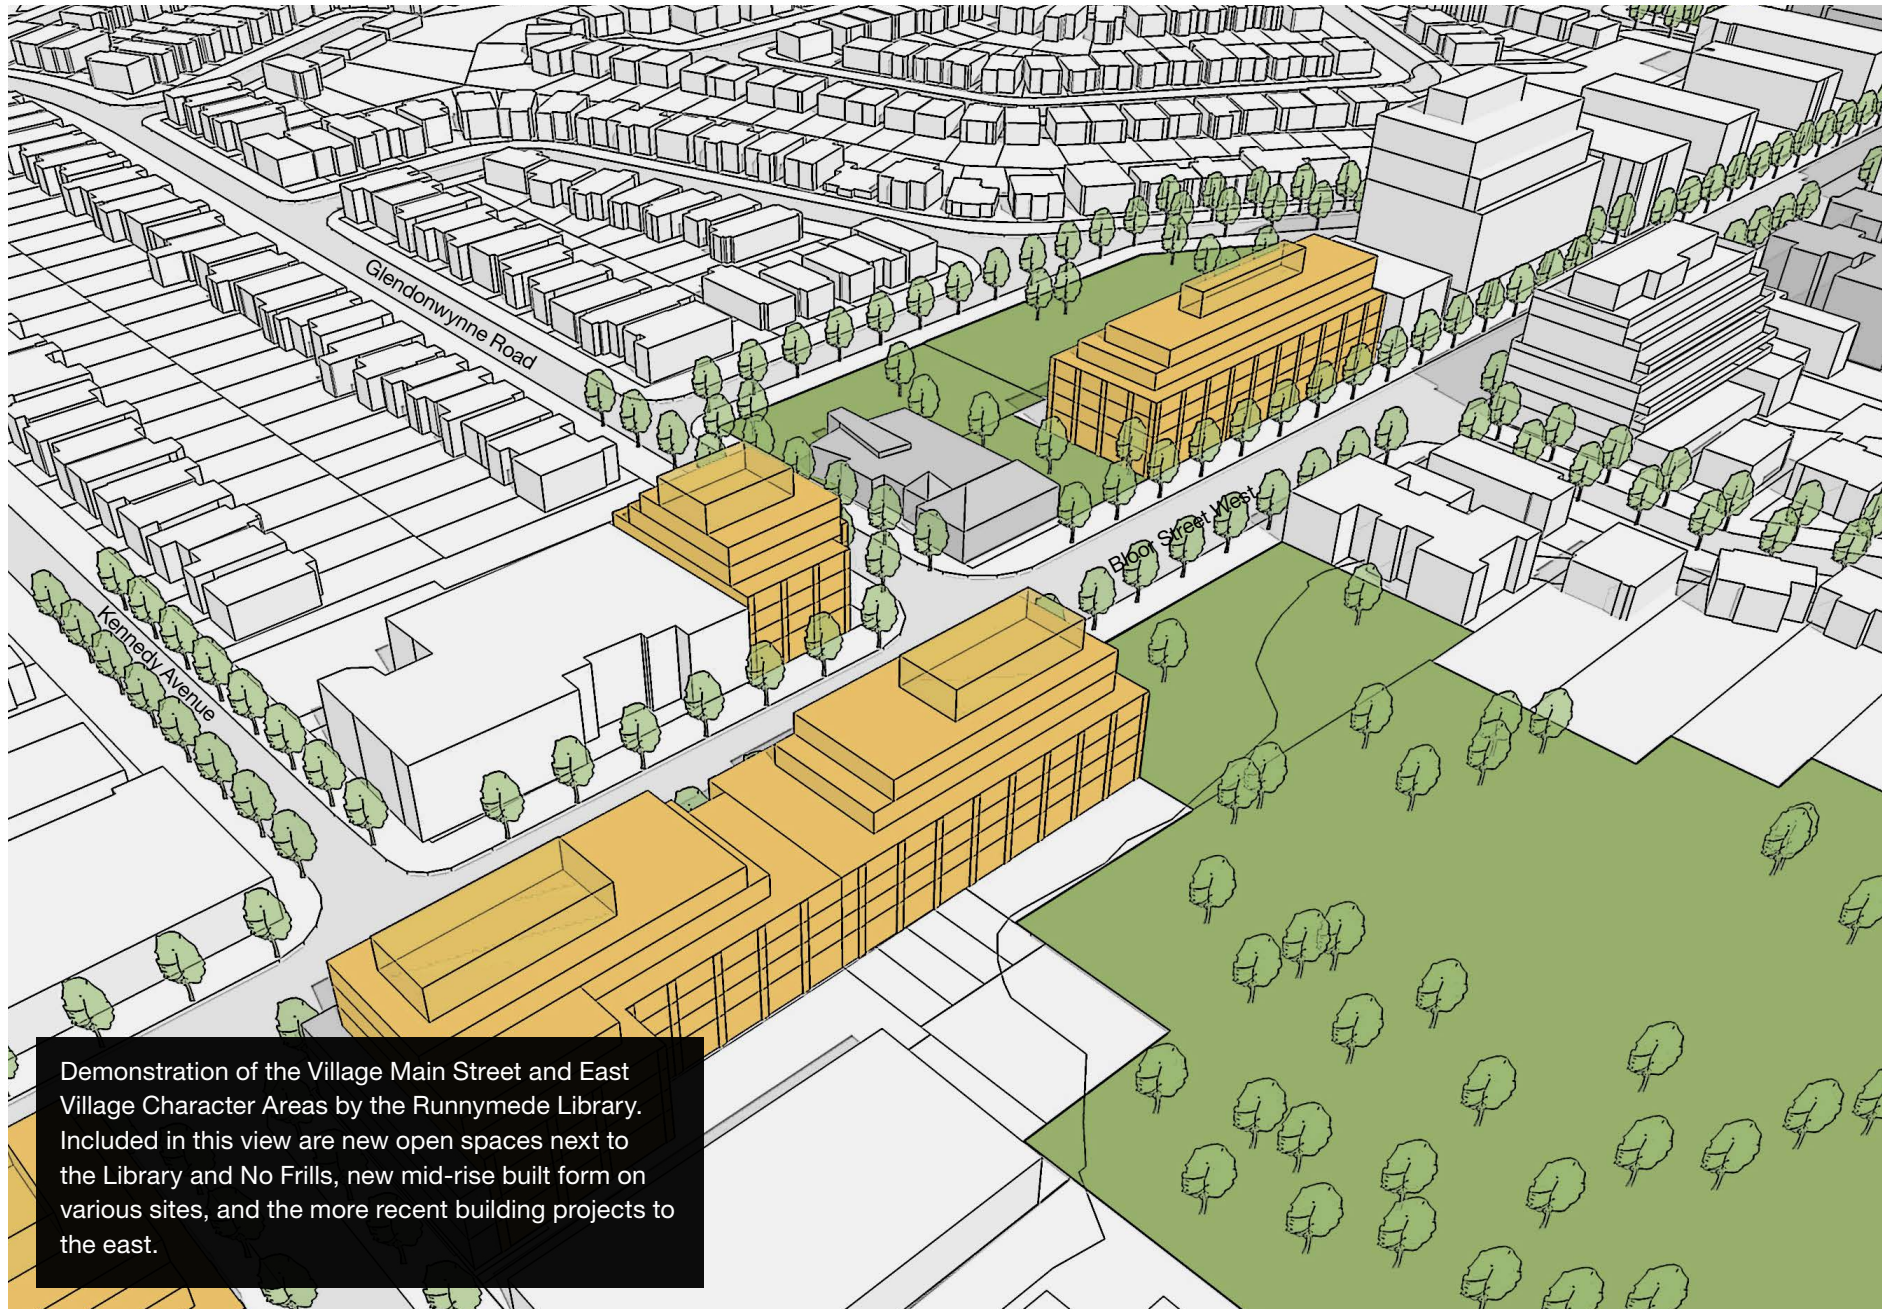 Glendonwynne Road
Bloor Street West
Kennedy Avenue
Demonstration of the Village Main Street and East
Village Character Areas by the Runnymede Library.
Included in this view are new open spaces next to
the Library and No Frills, new mid-rise built form on
various sites, and the more recent building projects to
the east.